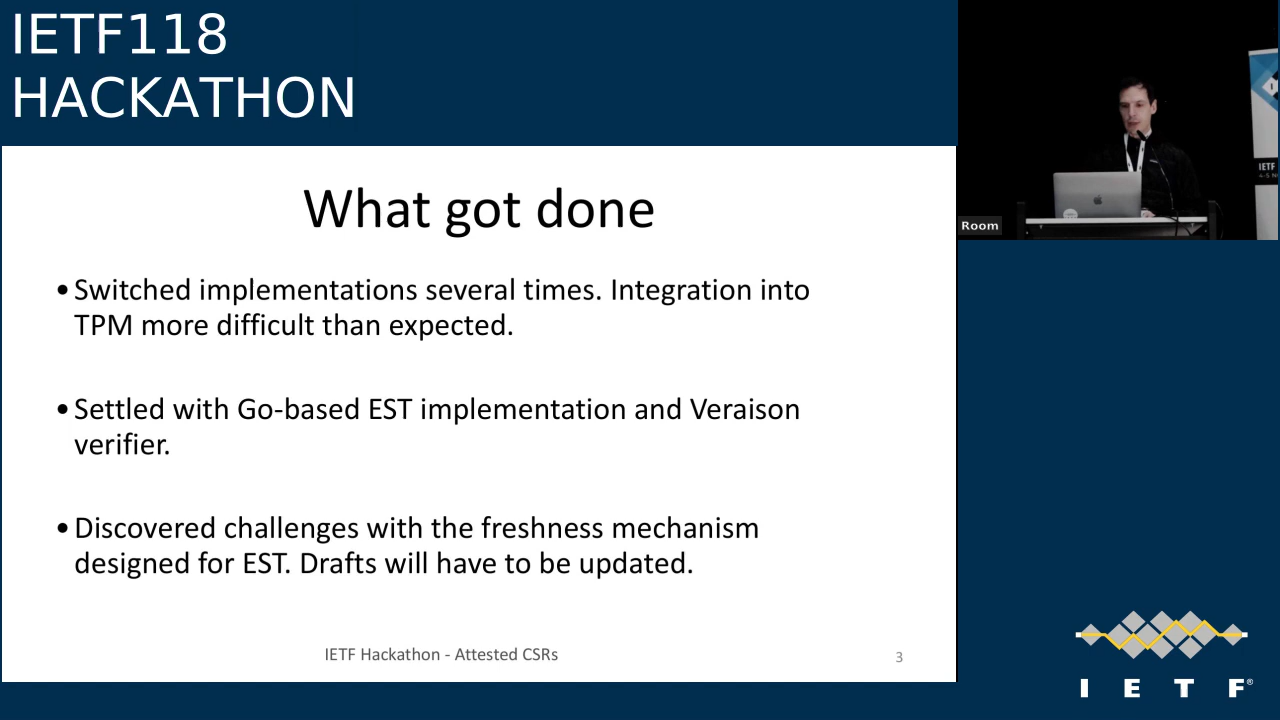 IETF118
HACKATHON
What got done
•Switched implementations several times. Integration into
TPM more difficult than expected.
•Settled with Go-based EST implementation and Veraison
verifier.
•Discovered challenges with the freshness mechanism
designed for EST. Drafts will have to be updated.
IETF Hackathon - Attested CSRs
3
Room
IETF
I E T F®